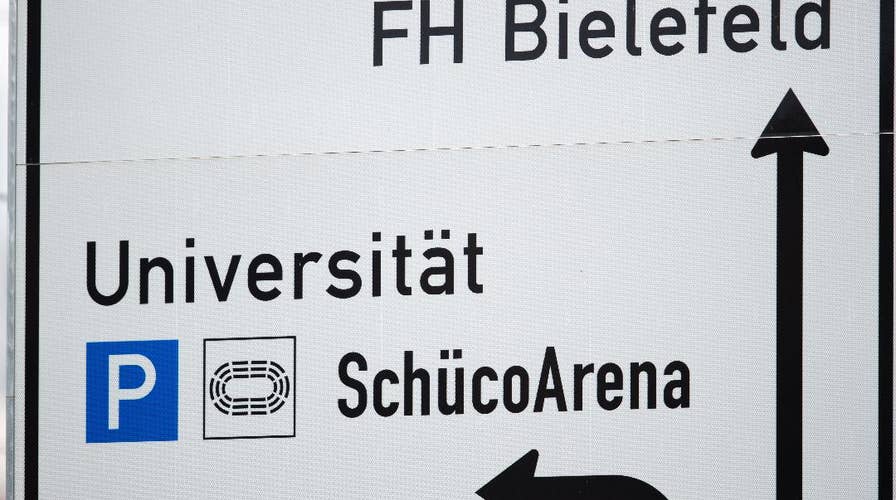 FH Bielefeld
Universität
P SchücoArena